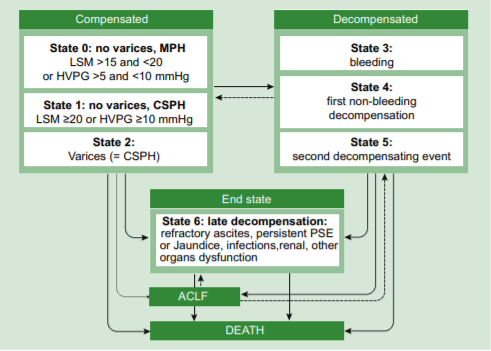 Compensated
State 0: no varices, MPH
LSM >15 and <20
or HVPG >5 and <10 mmHg
State 1: no varices, CSPH
LSM ≥20 or HVPG ≥10 mmHg
State 2:
Varices (= CSPH)
Decompensated
State 3:
bleeding
State 4:
first non-bleeding
decompensation
State 5:
second decompensating event
End state
State 6: late decompensation:
refractory ascites, persistent PSE
or Jaundice, infections,renal, other
organs dysfunction
ACLF
DEATH